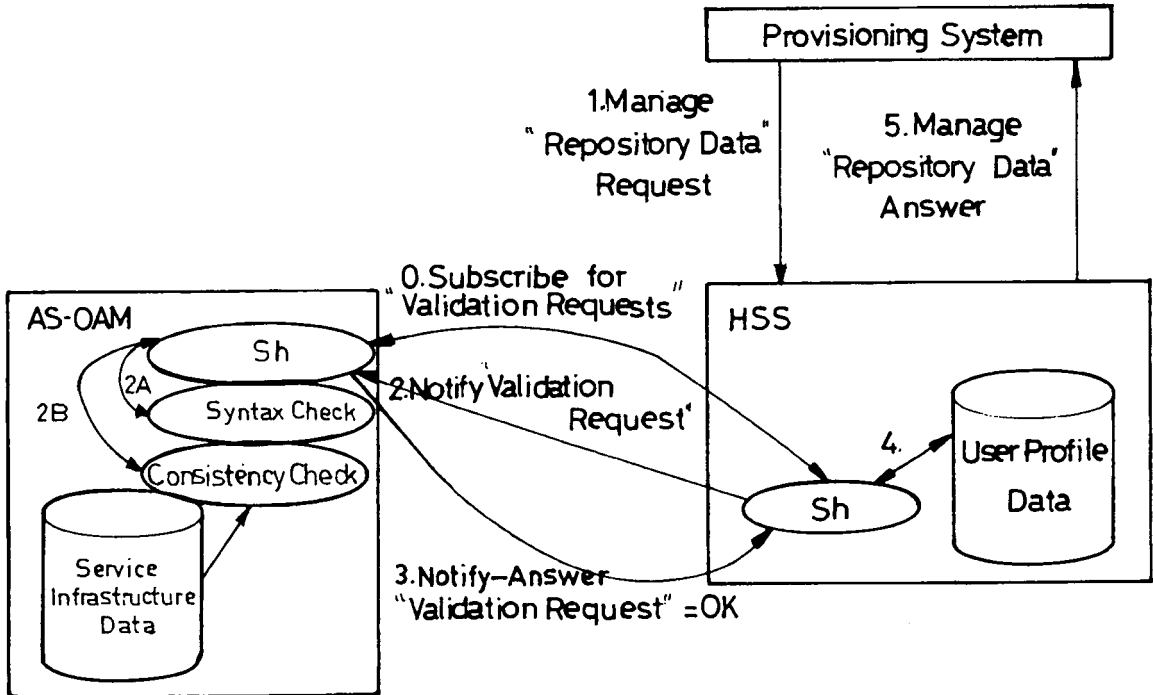 Provisioning System
1.Manage
"Repository Data"
Request
5.Manage
"Repository Data"
Answer
AS-OAM
Sh
2A
2B
Syntax Check
Consistency Check
Service
Infrastructure
Data
"0.Subscribe for
Validation Requests"
2.Notify"Validation
Request"
3.Notify-Answer
"Validation Request" =OK
HSS
4.
Sh
User Profile
Data